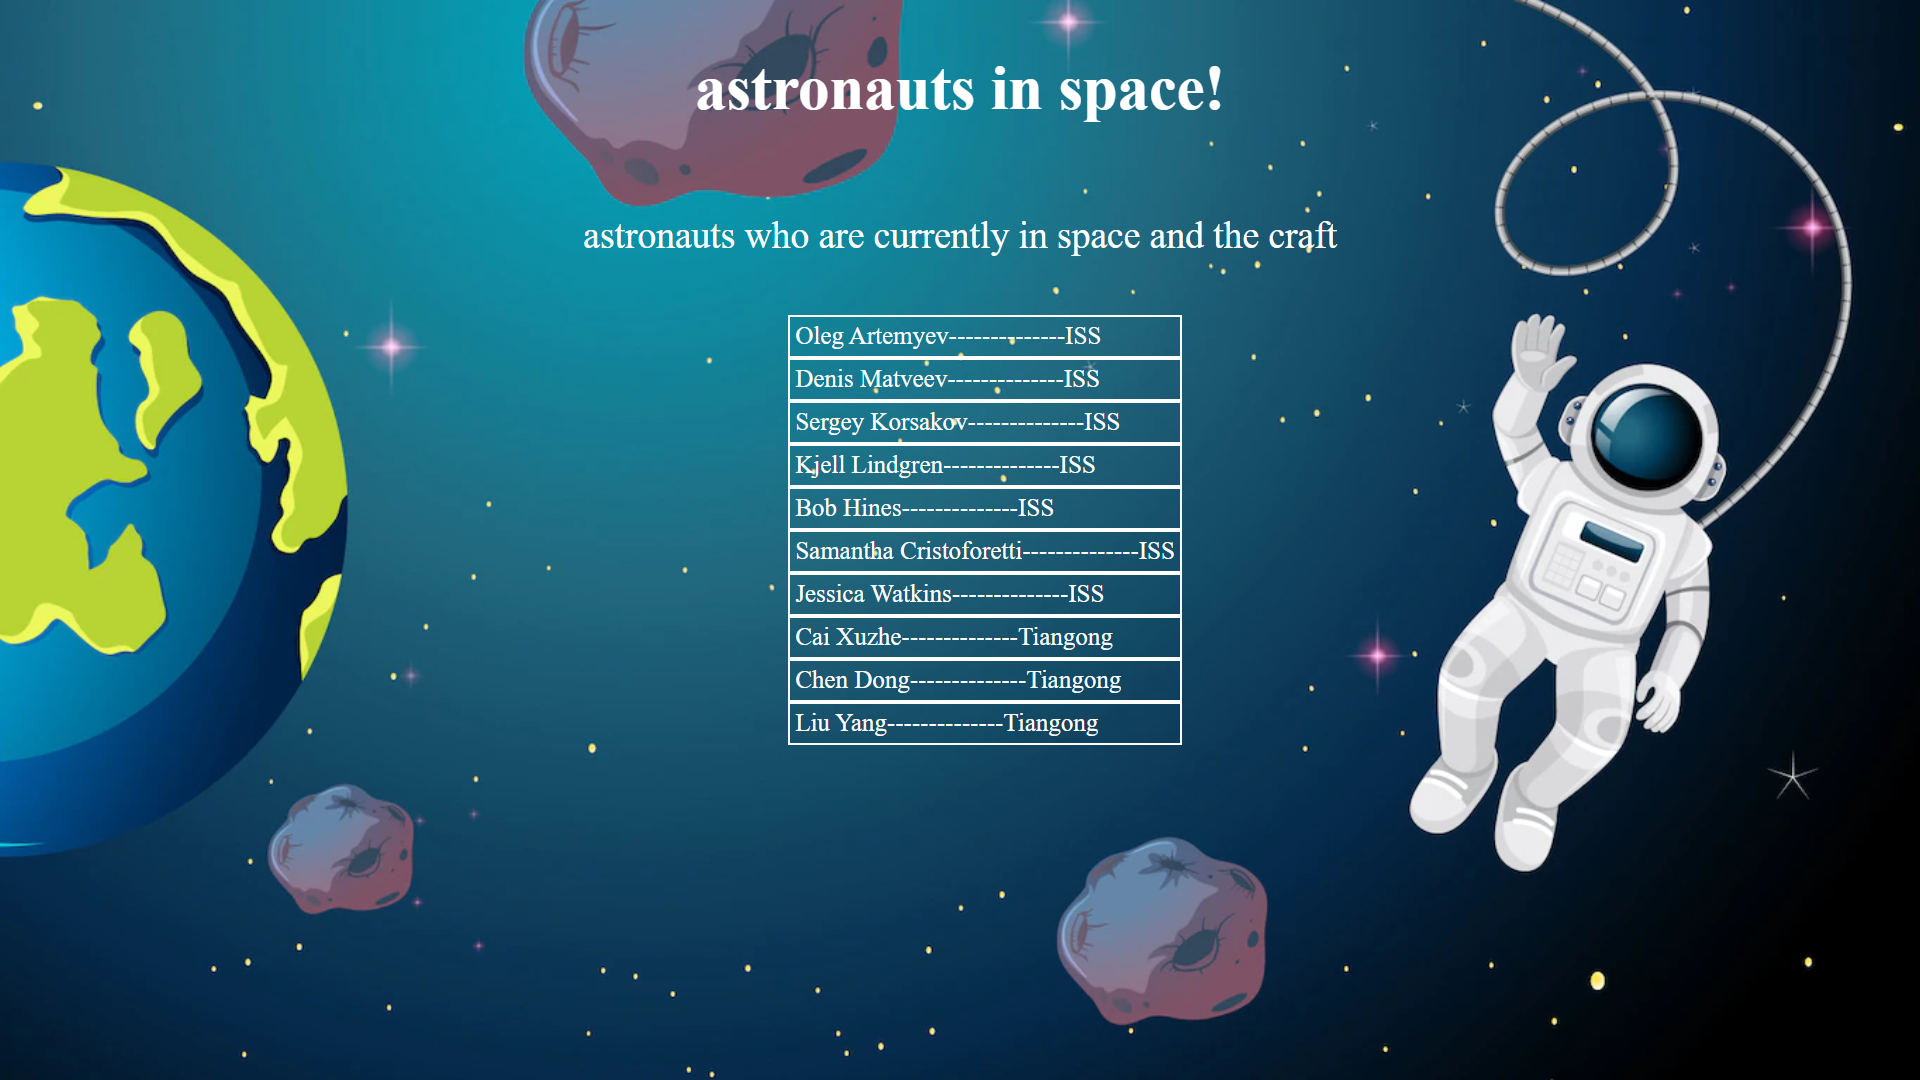 astronauts in space!
astronauts who are currently in space and the craft
Oleg Artemyev--------------ISS
Denis Matveev--------------ISS
Sergey Korsakov--------------ISS
Kjell Lindgren--------------ISS
Bob Hines--------------ISS
Samantha Cristoforetti--------------ISS
Jessica Watkins--------------ISS
Cai Xuzhe--------------Tiangong
Chen Dong--------------Tiangong
Liu Yang--------------Tiangong